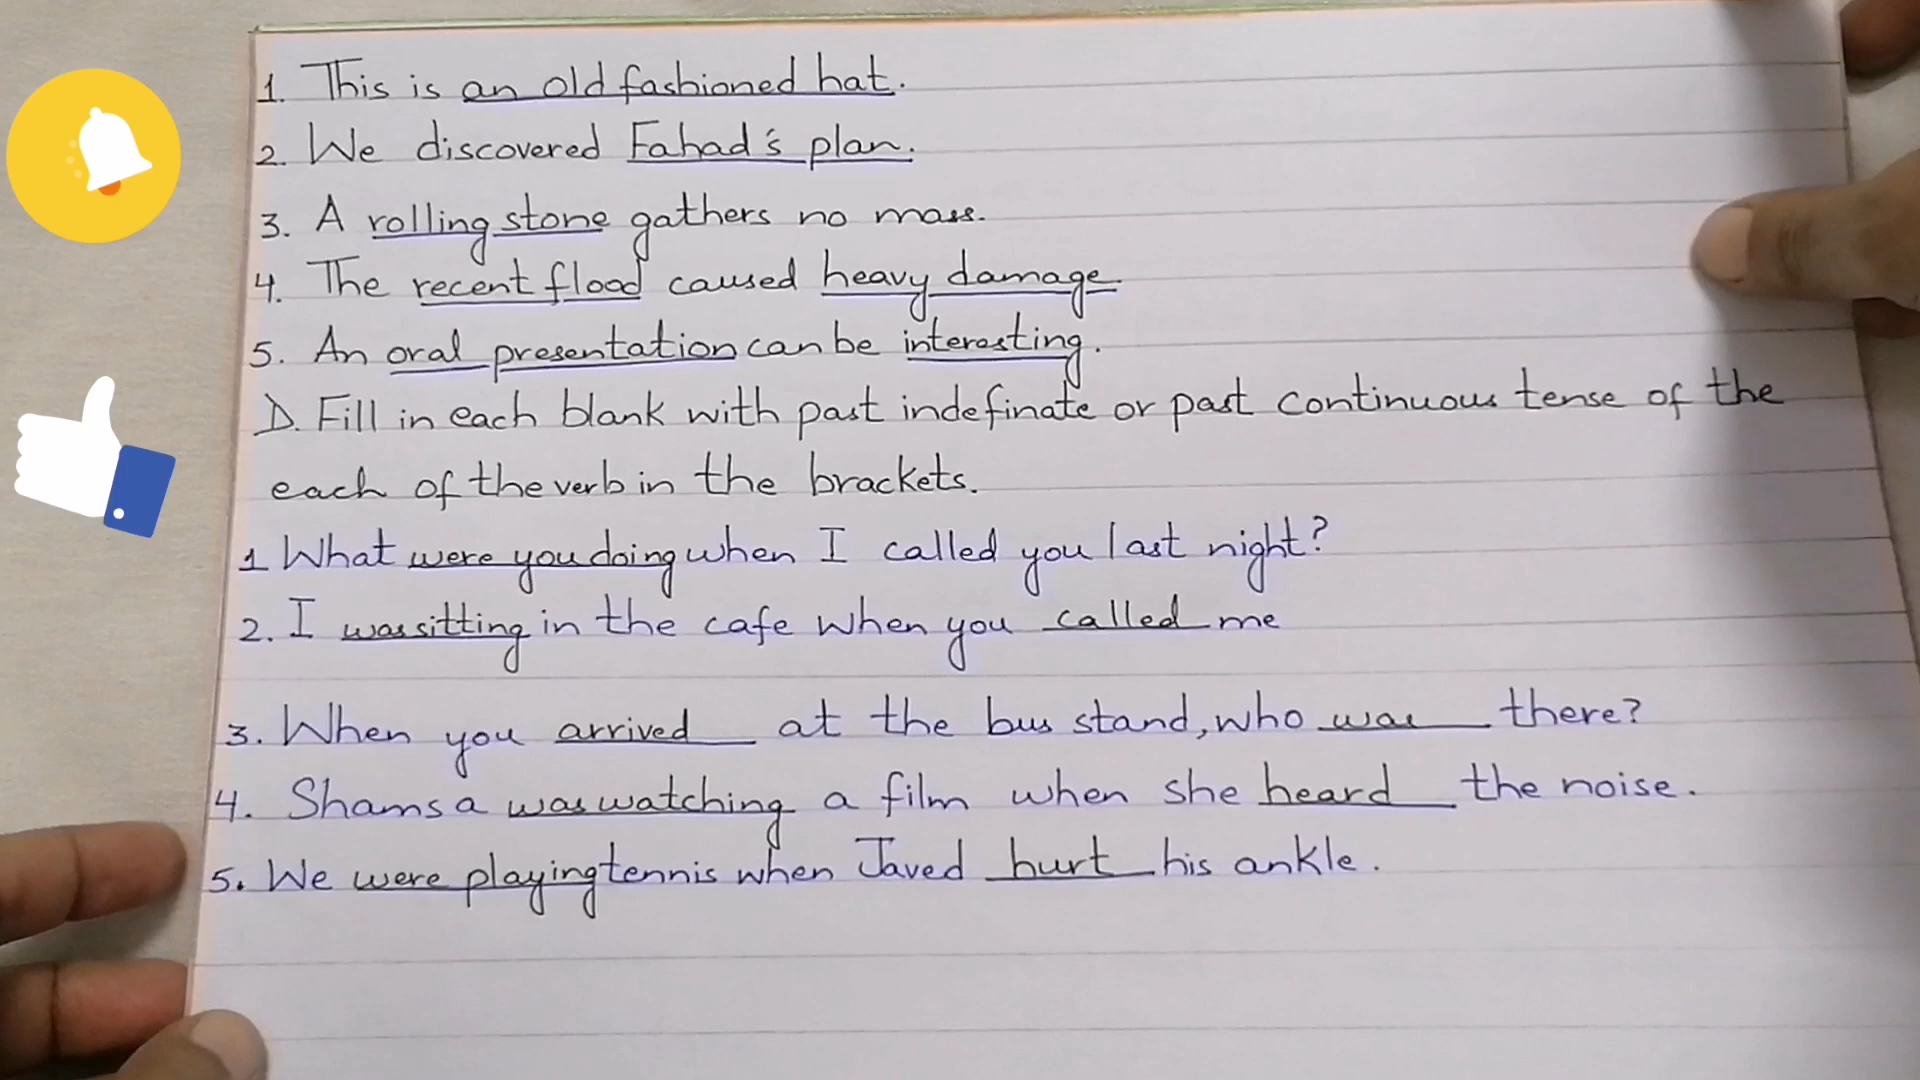 1. This is an old fashioned hat.
2. We discovered Fahad's plan.
3. A rolling stone gathers no mass.
4. The recent flood caused heavy damage.
5. An oral presentation can be interesting.
D. Fill in each blank with past indefinate or past continuous tense of the
each of the verb in the brackets.
1 What were you doing when I called you last night?
2. I was sitting in the cafe when you called me
3. When you arrived at the bus stand, who was there?
4. Shamsa was watching a film when she heard the noise.
5. We were playing tennis when Javed hurt his ankle.